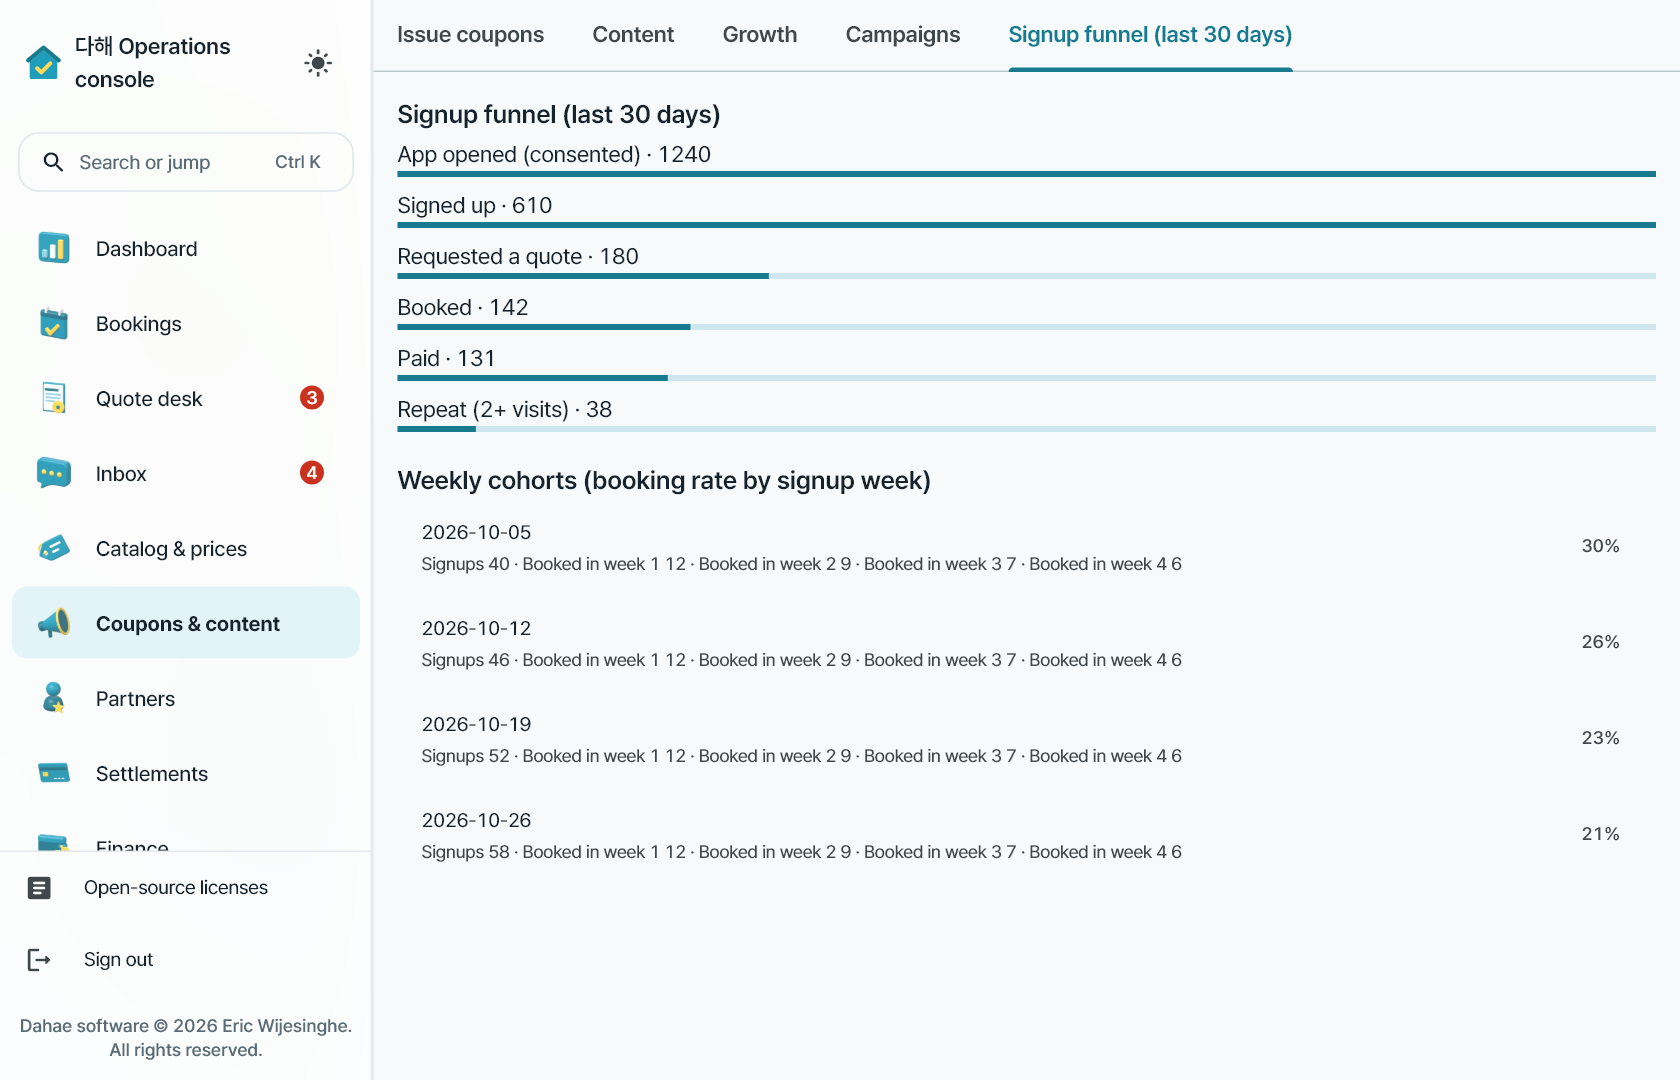 다해 Operations
console
Search or jump
Ctrl K
Dashboard
Bookings
Quote desk
3
Inbox
4
Catalog & prices
Coupons & content
Partners
Settlements
Finance
Open-source licenses
Sign out
Dahae software © 2026 Eric Wijesinghe.
All rights reserved.
Issue coupons
Content
Growth
Campaigns
Signup funnel (last 30 days)
Signup funnel (last 30 days)
App opened (consented) · 1240
Signed up · 610
Requested a quote · 180
Booked · 142
Paid · 131
Repeat (2+ visits) · 38
Weekly cohorts (booking rate by signup week)
2026-10-05
Signups 40 · Booked in week 1 12 · Booked in week 2 9 · Booked in week 3 7 · Booked in week 4 6
30%
2026-10-12
Signups 46 · Booked in week 1 12 · Booked in week 2 9 · Booked in week 3 7 · Booked in week 4 6
26%
2026-10-19
Signups 52 · Booked in week 1 12 · Booked in week 2 9 · Booked in week 3 7 · Booked in week 4 6
23%
2026-10-26
Signups 58 · Booked in week 1 12 · Booked in week 2 9 · Booked in week 3 7 · Booked in week 4 6
21%